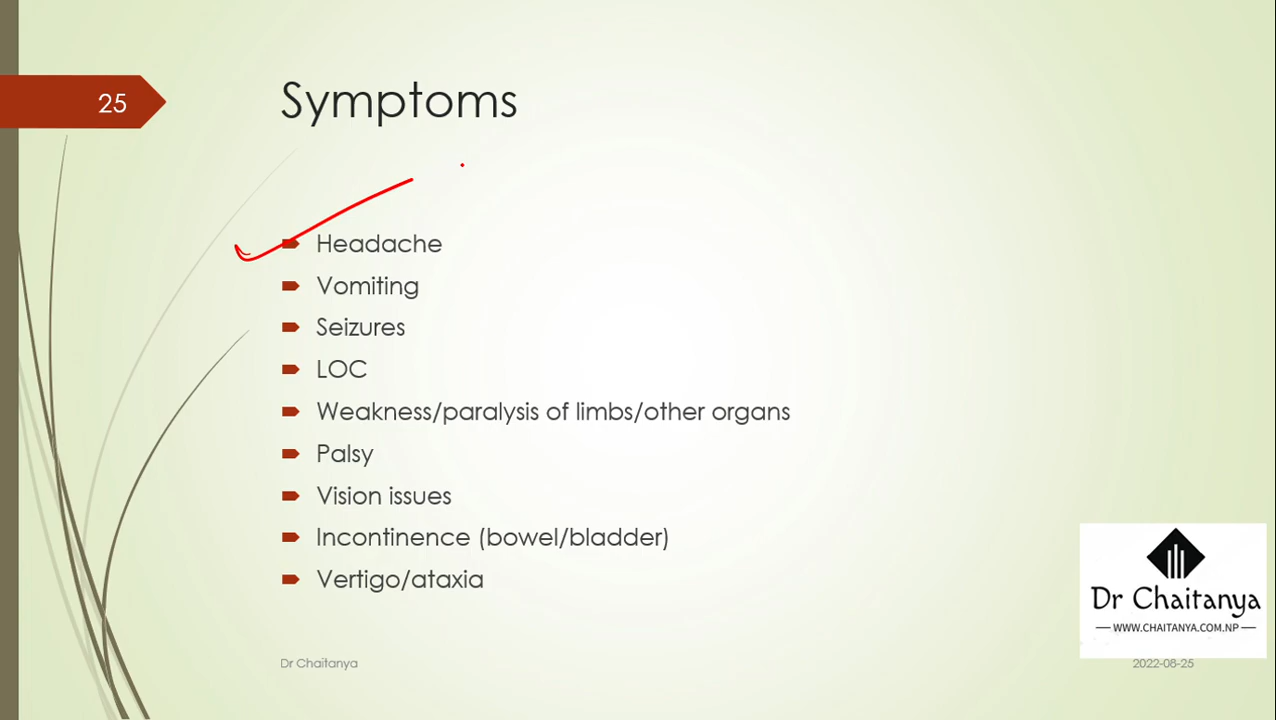 25
Symptoms
Headache
Vomiting
Seizures
LOC
Weakness/paralysis of limbs/other organs
Palsy
Vision issues
Incontinence (bowel/bladder)
Vertigo/ataxia
Dr Chaitanya
WWW.CHAITANYA.COM.NP
Dr Chaitanya
2022-08-25